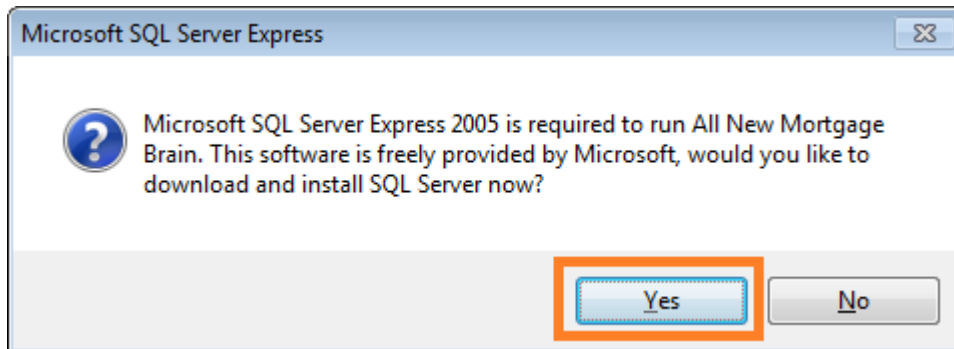 Microsoft SQL Server Express
Microsoft SQL Server Express 2005 is required to run All New Mortgage
Brain. This software is freely provided by Microsoft, would you like to
download and install SQL Server now?
Yes No